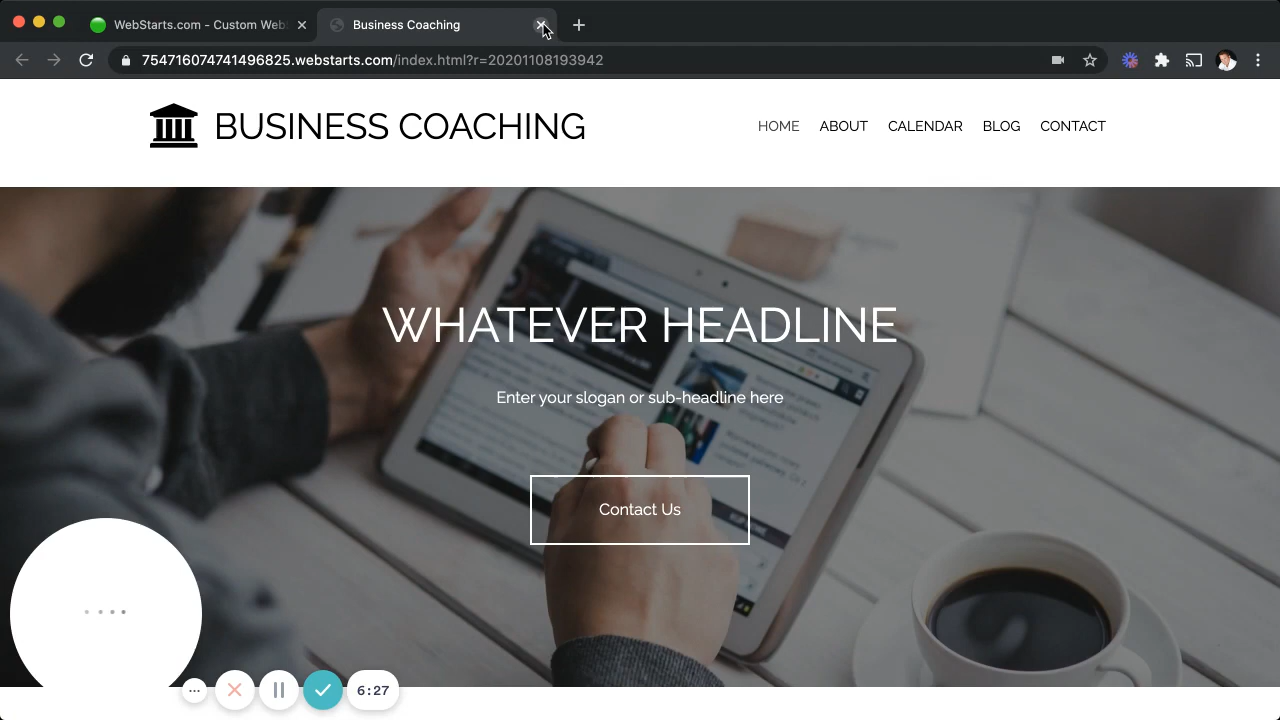 WebStarts.com - Custom Web
Business Coaching
754716074741496825.webstarts.com/index.html?r=20201108193942
BUSINESS COACHING
HOME ABOUT CALENDAR BLOG CONTACT
WHATEVER HEADLINE
Enter your slogan or sub-headline here
Contact Us
6:27